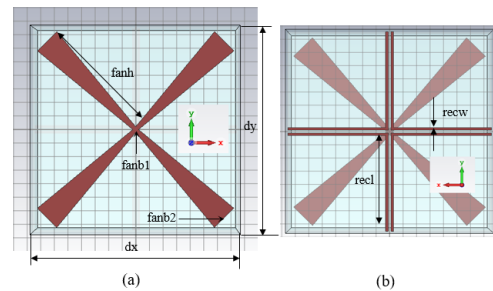 fanh
y
x
dy
fanb1
fanb2
dx
(a)
recw
y
x
recl
(b)